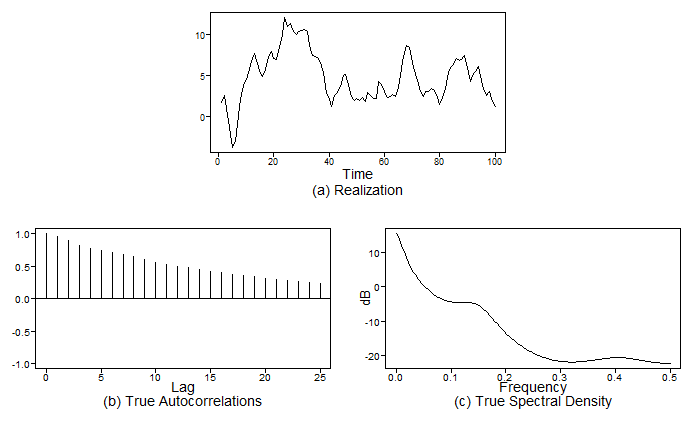 10
5
0
0 20 40 60 80 100
Time
(a) Realization
1.0
0.5
0.0
-0.5
-1.0
0 5 10 15 20 25
Lag
(b) True Autocorrelations
dB
10
0
-10
-20
0.0 0.1 0.2 0.3 0.4 0.5
Frequency
(c) True Spectral Density